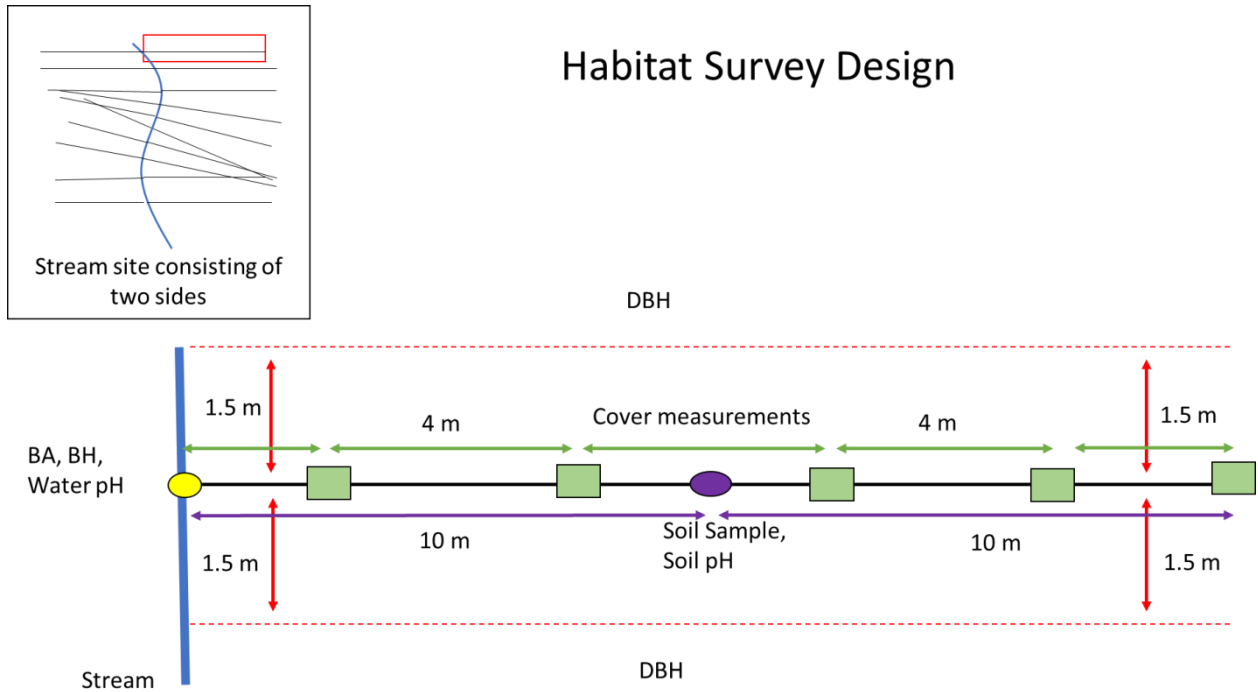 Habitat Survey Design
Stream site consisting of
two sides
DBH
1.5 m
4 m
Cover measurements
4 m
1.5 m
BA, BH,
Water pH
10 m
Soil Sample,
Soil pH
10 m
1.5 m
1.5 m
Stream
DBH